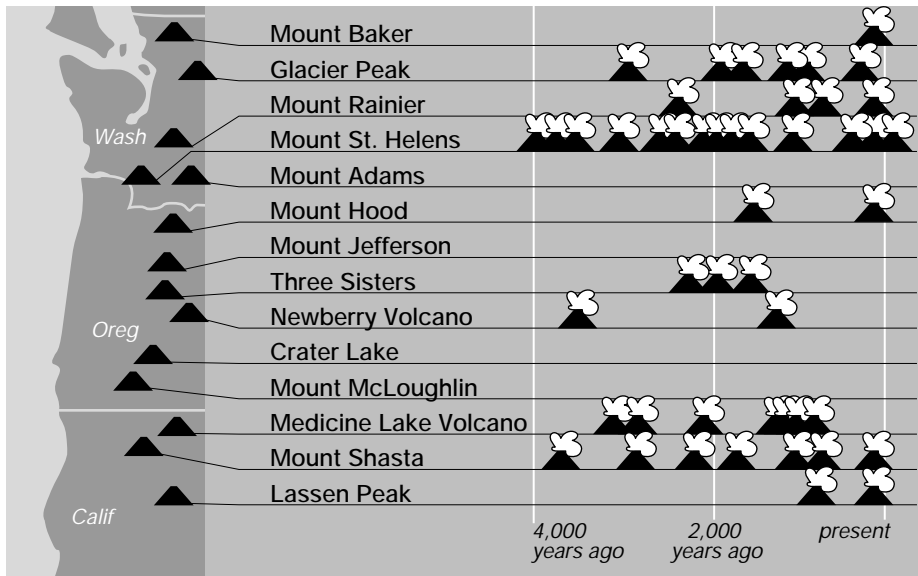 Mount Baker
Glacier Peak
Mount Rainier
Wash
Mount St. Helens
Mount Adams
Mount Hood
Mount Jefferson
Three Sisters
Newberry Volcano
Oreg
Crater Lake
Mount McLoughlin
Medicine Lake Volcano
Mount Shasta
Lassen Peak
Calif
4,000
years ago
2,000
years ago
present